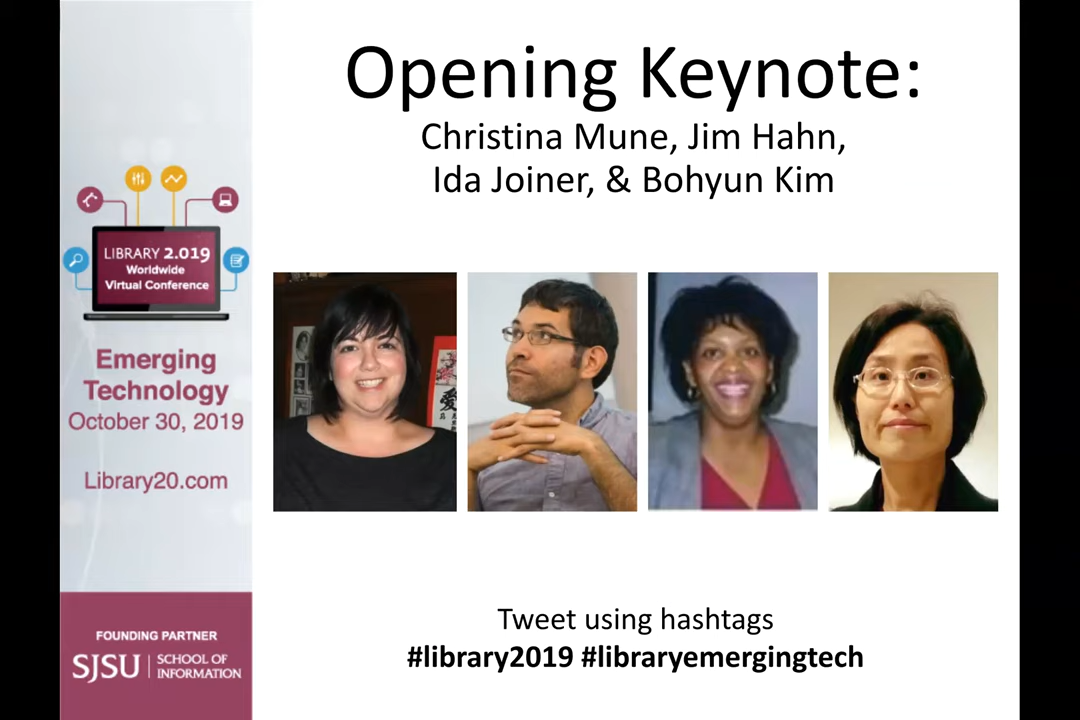 Opening Keynote:
Christina Mune, Jim Hahn,
Ida Joiner, & Bohyun Kim
LIBRARY 2.019
Worldwide
Virtual Conference
Emerging
Technology
October 30, 2019
Library20.com
愛
FOUNDING PARTNER
SJSU
SCHOOL OF
INFORMATION
Tweet using hashtags
#library2019 #libraryemergingtech